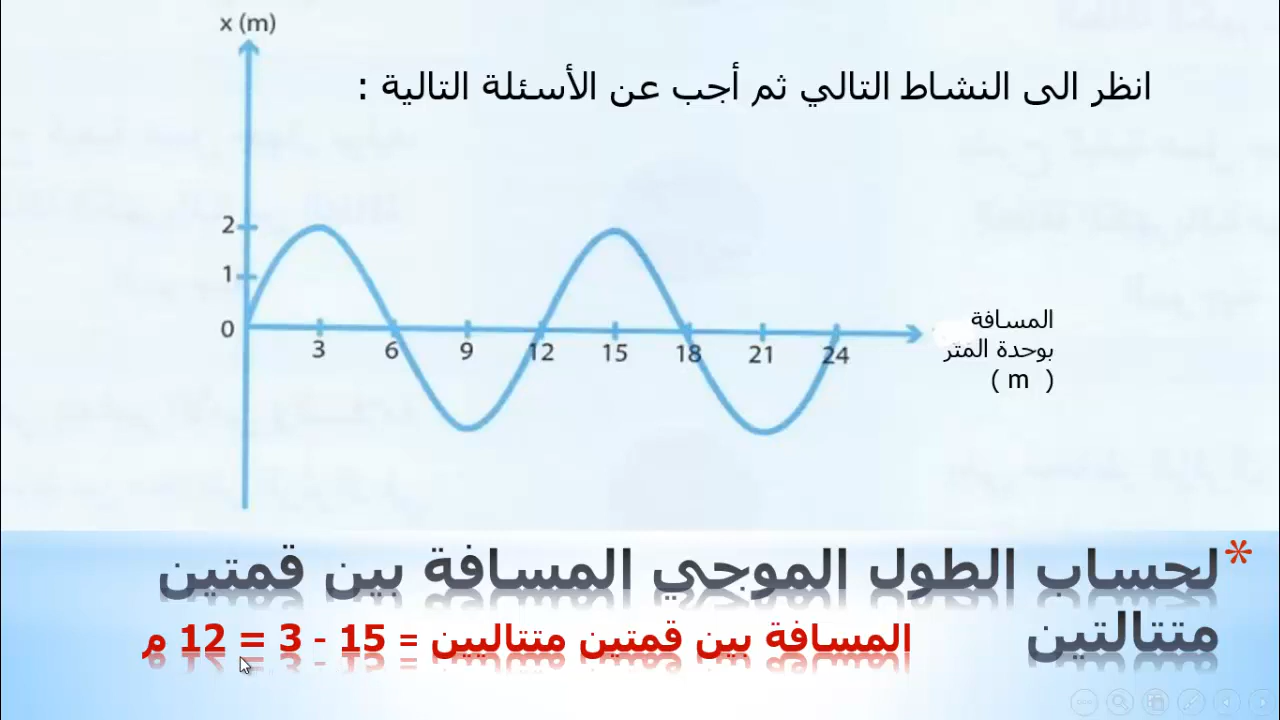 x (m)
انظر الى النشاط التالي ثم أجب عن الأسئلة التالية :
2
1
0
3 6 9 12 15 18 21 24
المسافة
بوحدة المتر
( m )
*لحساب الطول الموجي المسافة بين قمتين
متتالتين
المسافة بين قمتين متتاليين = 15 - 3 = 12 م